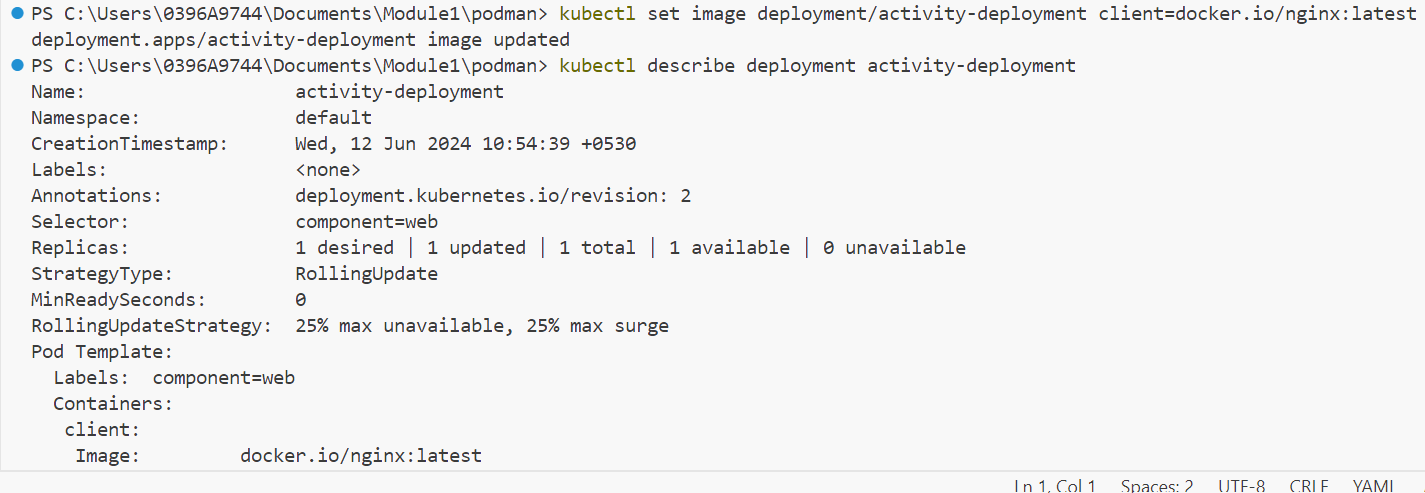 PS C:\Users\0396A9744\Documents\Module1\podman> kubectl set image deployment/activity-deployment client=docker.io/nginx:latest
deployment.apps/activity-deployment image updated
PS C:\Users\0396A9744\Documents\Module1\podman> kubectl describe deployment activity-deployment
Name:                   activity-deployment
Namespace:              default
CreationTimestamp:      Wed, 12 Jun 2024 10:54:39 +0530
Labels:                 <none>
Annotations:            deployment.kubernetes.io/revision: 2
Selector:               component=web
Replicas:               1 desired | 1 updated | 1 total | 1 available | 0 unavailable
StrategyType:           RollingUpdate
MinReadySeconds:        0
RollingUpdateStrategy:  25% max unavailable, 25% max surge
Pod Template:
  Labels:  component=web
  Containers:
   client:
    Image:         docker.io/nginx:latest
Ln 1, Col 1 Spaces: 2 UTF-8 CRLF YAML